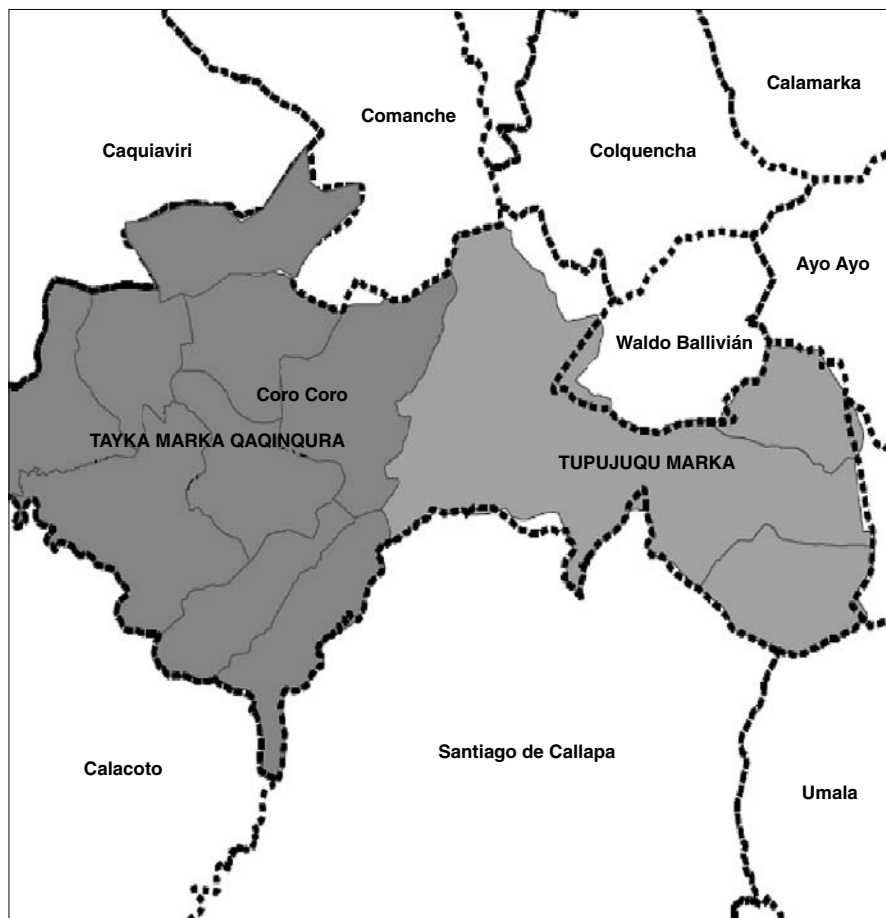 Calamarka
Comanche
Caquiaviri
Colquencha
Ayo Ayo
Waldo Ballivián
Coro Coro
TAYKA MARKA QAQINQURA
TUPUJUQU MARKA
Santiago de Callapa
Calacoto
Umala